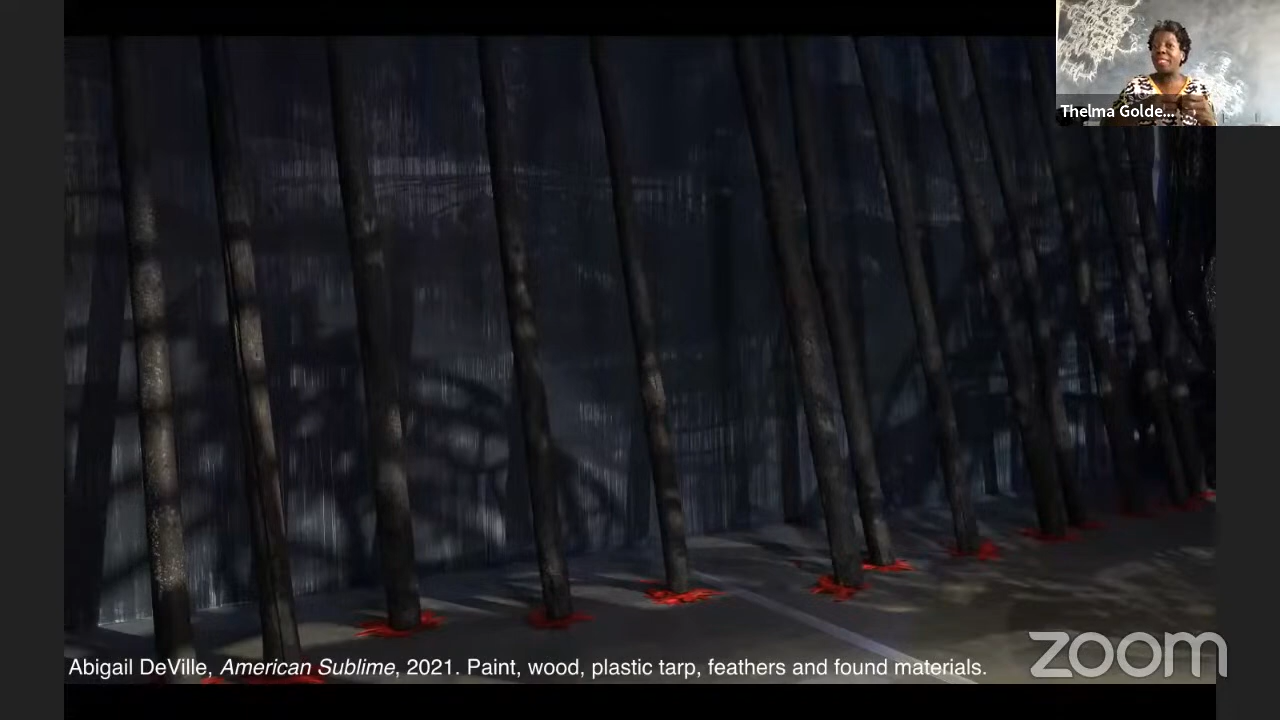 Thelma Golde...
Abigail DeVille, American Sublime, 2021. Paint, wood, plastic tarp, feathers and found materials.
zoom